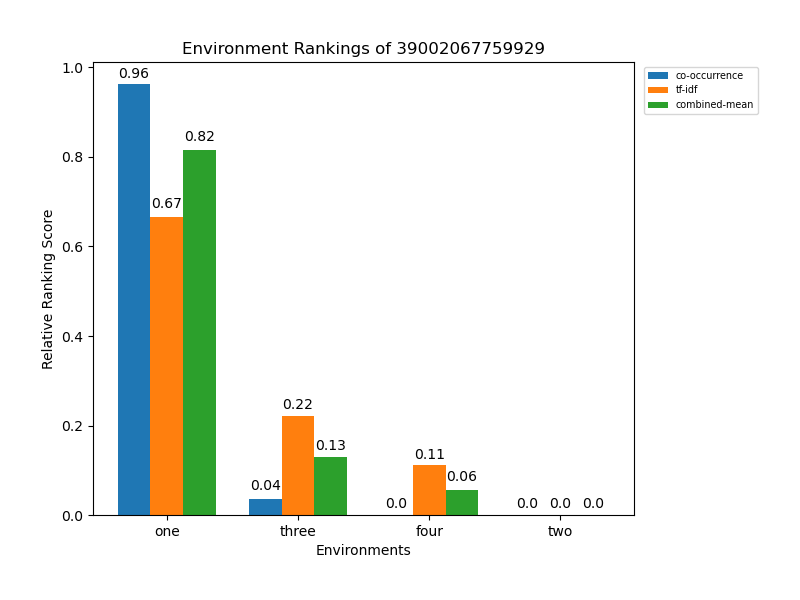 Environment Rankings of 39002067759929
co-occurrence
tf-idf
combined-mean
Relative Ranking Score
1.0
0.8
0.6
0.4
0.2
0.0
0.96
0.67
0.82
0.04
0.22
0.13
0.0
0.11
0.06
0.0
0.0
0.0
one three four two
Environments